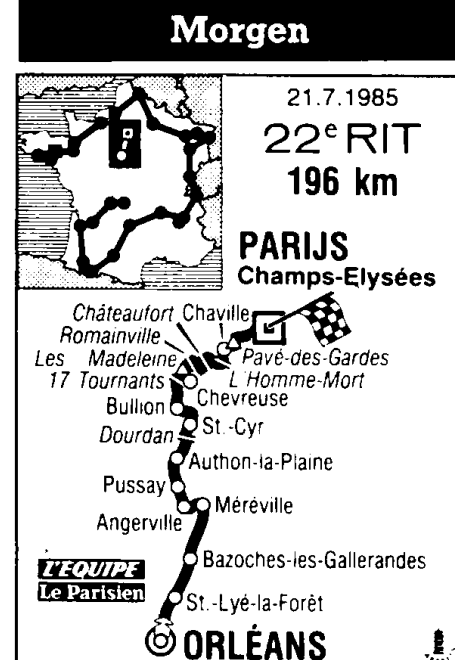 Morgen
21.7.1985
22e RIT
196 km
PARIJS
Champs-Elysées
Châteaufort Chaville
Romainville
Les Madeleine Pavé-des-Gardes
17 Tournants L'Homme-Mort
Chevreuse
Bullion
St.-Cyr
Dourdan
Authon-la-Plaine
Pussay
Méréville
Angerville
Bazoches-les-Gallerandes
L'EQUIPE
Le Parisien
St.-Lyé-la-Forêt
ORLÉANS